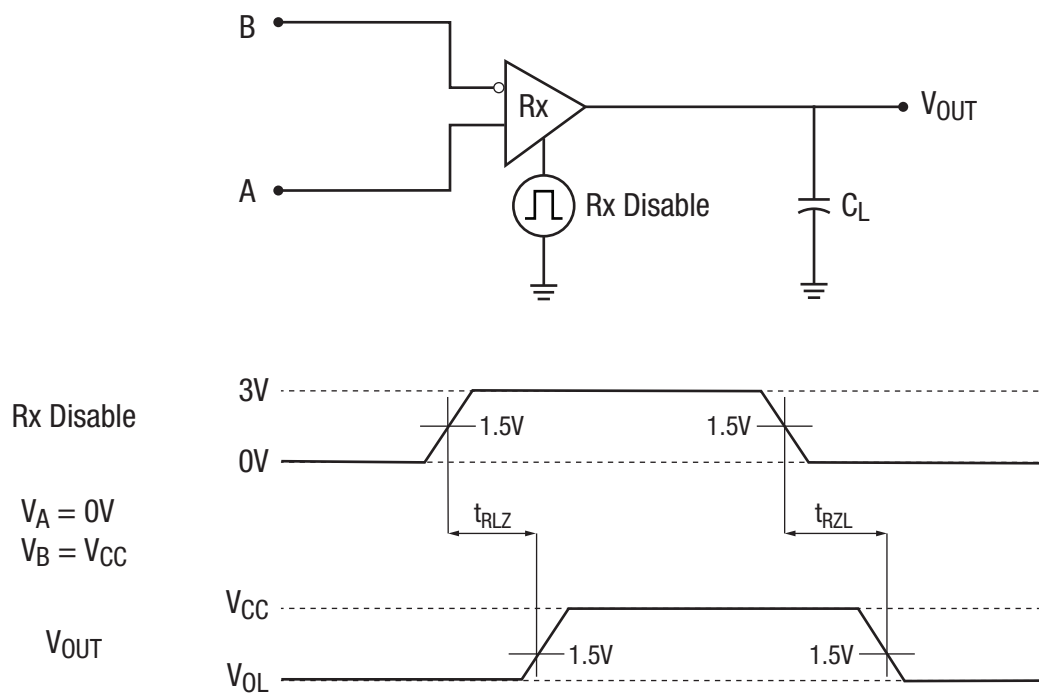 B
Rx
V_OUT
A
Rx Disable
C_L
3V
Rx Disable
1.5V
1.5V
0V
V_A = 0V
t_RLZ
t_RZL
V_B = V_CC
V_CC
V_OUT
1.5V
1.5V
V_OL